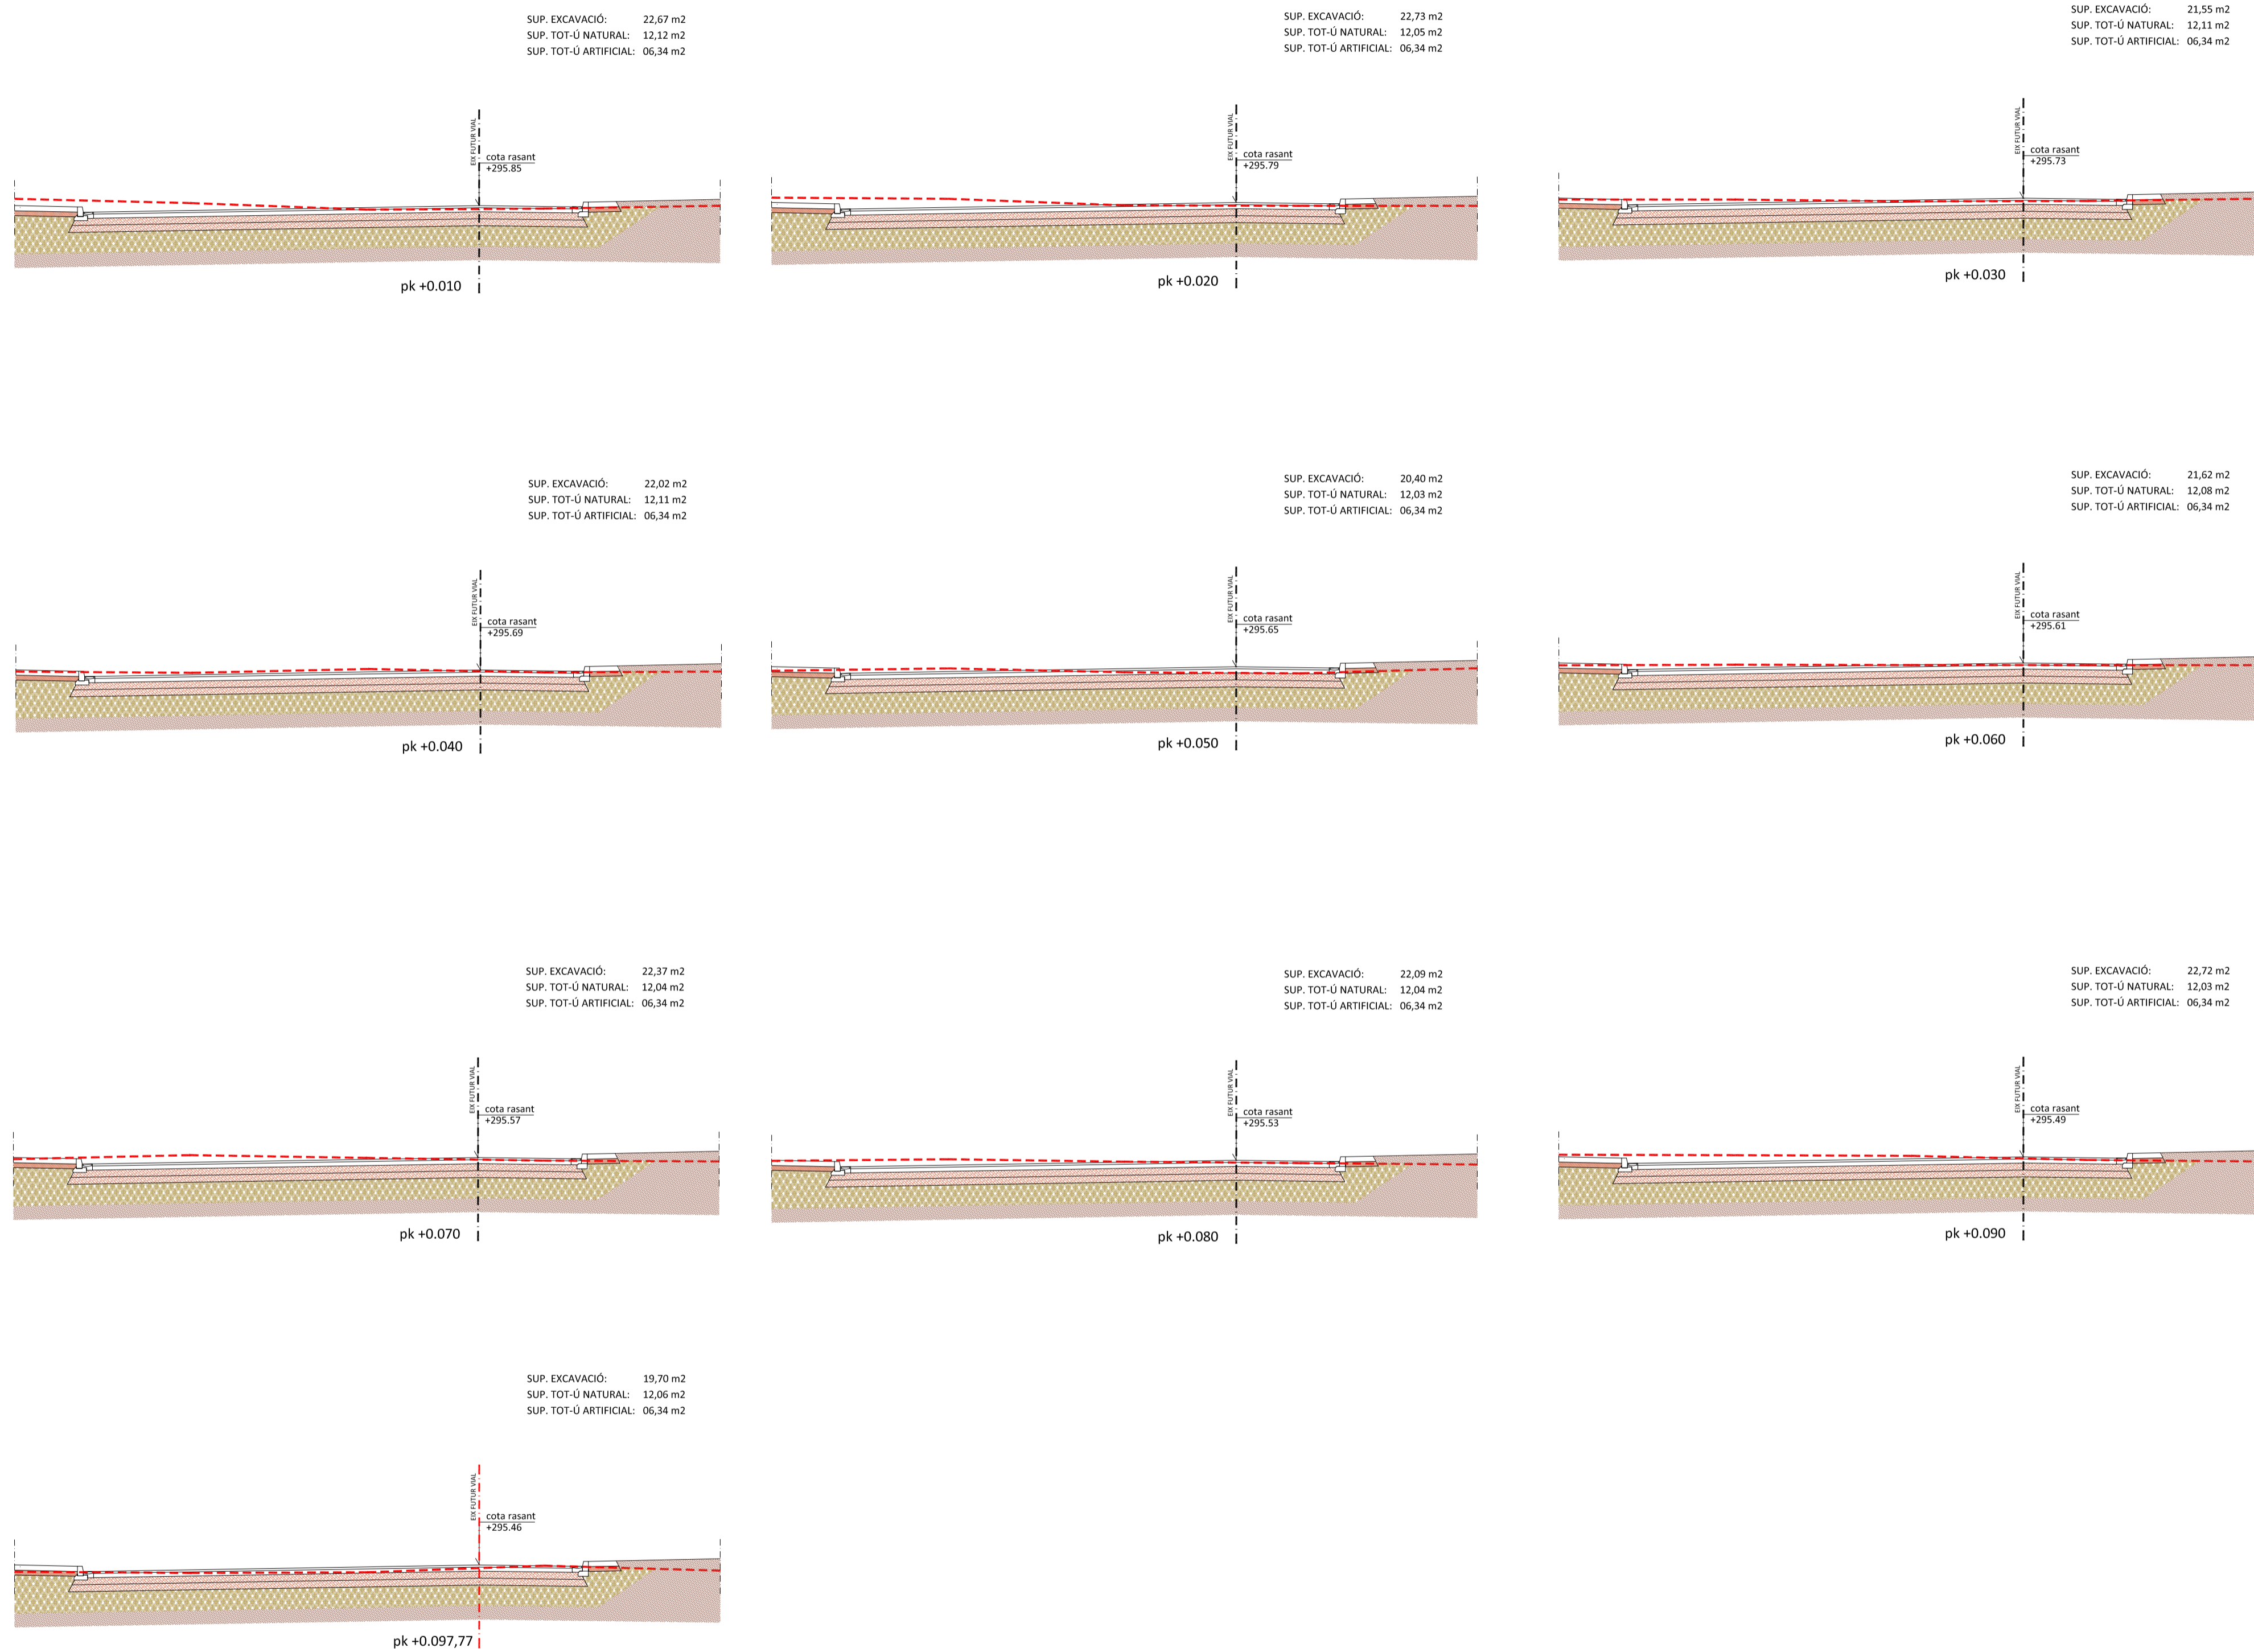 SUP. EXCAVACIÓ: 22,67 m2
SUP. TOT-Ú NATURAL: 12,12 m2
SUP. TOT-Ú ARTIFICIAL: 06,34 m2
EIX FUTUR VIAL
cota rasant
+295.85
pk +0.010
SUP. EXCAVACIÓ: 22,73 m2
SUP. TOT-Ú NATURAL: 12,05 m2
SUP. TOT-Ú ARTIFICIAL: 06,34 m2
EIX FUTUR VIAL
cota rasant
+295.79
pk +0.020
SUP. EXCAVACIÓ: 21,55 m2
SUP. TOT-Ú NATURAL: 12,11 m2
SUP. TOT-Ú ARTIFICIAL: 06,34 m2
EIX FUTUR VIAL
cota rasant
+295.73
pk +0.030
SUP. EXCAVACIÓ: 22,02 m2
SUP. TOT-Ú NATURAL: 12,11 m2
SUP. TOT-Ú ARTIFICIAL: 06,34 m2
EIX FUTUR VIAL
cota rasant
+295.69
pk +0.040
SUP. EXCAVACIÓ: 20,40 m2
SUP. TOT-Ú NATURAL: 12,03 m2
SUP. TOT-Ú ARTIFICIAL: 06,34 m2
EIX FUTUR VIAL
cota rasant
+295.65
pk +0.050
SUP. EXCAVACIÓ: 21,62 m2
SUP. TOT-Ú NATURAL: 12,08 m2
SUP. TOT-Ú ARTIFICIAL: 06,34 m2
EIX FUTUR VIAL
cota rasant
+295.61
pk +0.060
SUP. EXCAVACIÓ: 22,37 m2
SUP. TOT-Ú NATURAL: 12,04 m2
SUP. TOT-Ú ARTIFICIAL: 06,34 m2
EIX FUTUR VIAL
cota rasant
+295.57
pk +0.070
SUP. EXCAVACIÓ: 22,09 m2
SUP. TOT-Ú NATURAL: 12,04 m2
SUP. TOT-Ú ARTIFICIAL: 06,34 m2
EIX FUTUR VIAL
cota rasant
+295.53
pk +0.080
SUP. EXCAVACIÓ: 22,72 m2
SUP. TOT-Ú NATURAL: 12,03 m2
SUP. TOT-Ú ARTIFICIAL: 06,34 m2
EIX FUTUR VIAL
cota rasant
+295.49
pk +0.090
SUP. EXCAVACIÓ: 19,70 m2
SUP. TOT-Ú NATURAL: 12,06 m2
SUP. TOT-Ú ARTIFICIAL: 06,34 m2
EIX FUTUR VIAL
cota rasant
+295.46
pk +0.097,77